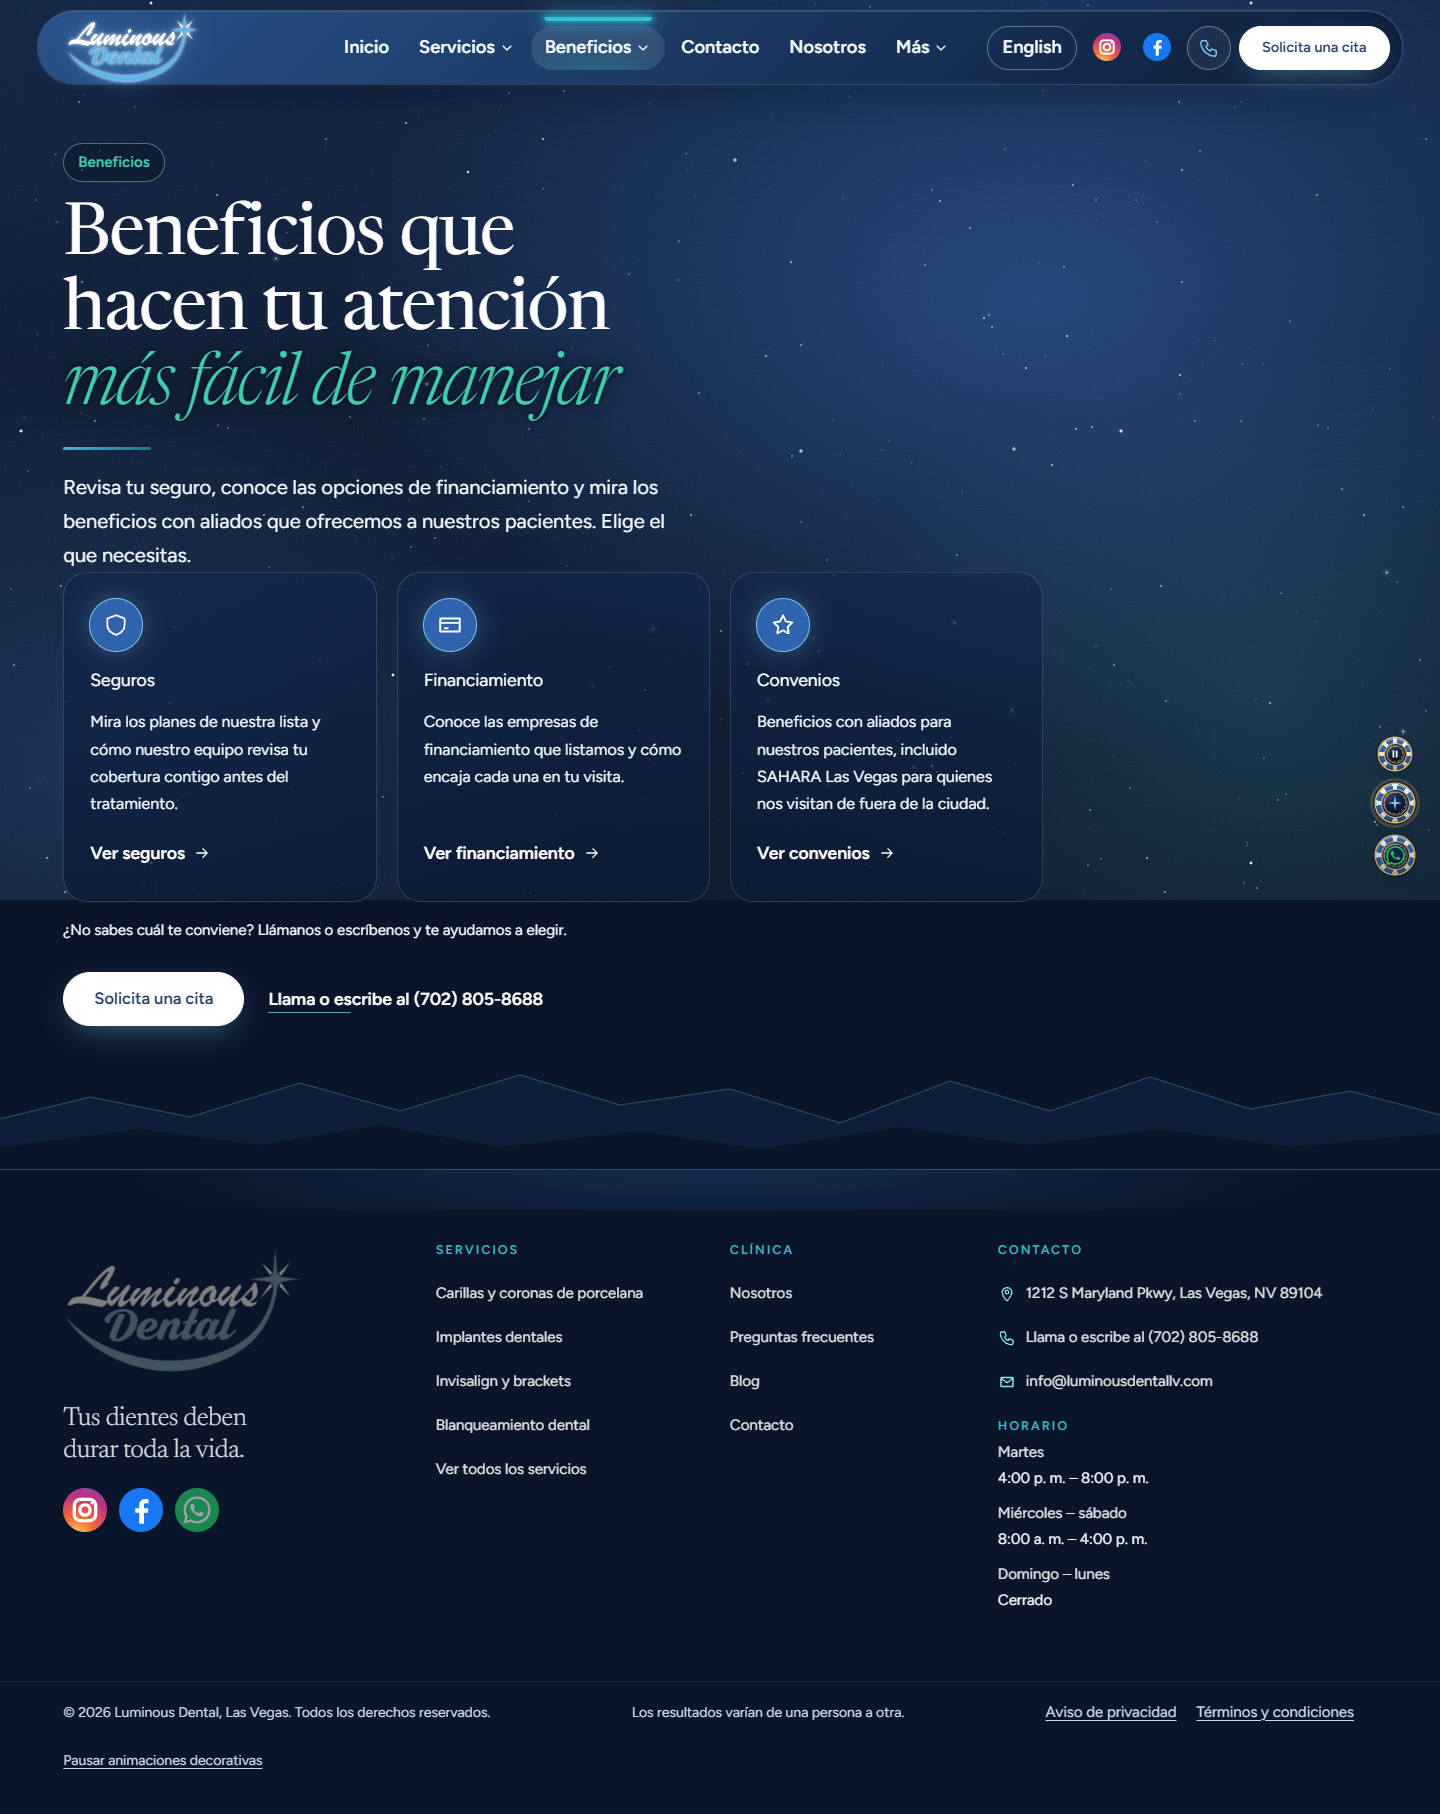 Luminous
Dental
Inicio
Servicios
Beneficios
Contacto
Nosotros
Más
English
Solicita una cita
Beneficios
Beneficios que
hacen tu atención
más fácil de manejar
Revisa tu seguro, conoce las opciones de financiamiento y mira los
beneficios con aliados que ofrecemos a nuestros pacientes. Elige el
que necesitas.
Seguros
Mira los planes de nuestra lista y
cómo nuestro equipo revisa tu
cobertura contigo antes del
tratamiento.
Ver seguros
Financiamiento
Conoce las empresas de
financiamiento que listamos y cómo
encaja cada una en tu visita.
Ver financiamiento
Convenios
Beneficios con aliados para
nuestros pacientes, incluido
SAHARA Las Vegas para quienes
nos visitan de fuera de la ciudad.
Ver convenios
¿No sabes cuál te conviene? Llámanos o escríbenos y te ayudamos a elegir.
Solicita una cita
Llama o escribe al (702) 805-8688
Luminous
Dental
Tus dientes deben
durar toda la vida.
SERVICIOS
Carillas y coronas de porcelana
Implantes dentales
Invisalign y brackets
Blanqueamiento dental
Ver todos los servicios
CLÍNICA
Nosotros
Preguntas frecuentes
Blog
Contacto
CONTACTO
1212 S Maryland Pkwy, Las Vegas, NV 89104
Llama o escribe al (702) 805-8688
info@luminousdentallv.com
HORARIO
Martes
4:00 p. m. – 8:00 p. m.
Miércoles – sábado
8:00 a. m. – 4:00 p. m.
Domingo – lunes
Cerrado
© 2026 Luminous Dental, Las Vegas. Todos los derechos reservados.
Los resultados varían de una persona a otra.
Aviso de privacidad
Términos y condiciones
Pausar animaciones decorativas